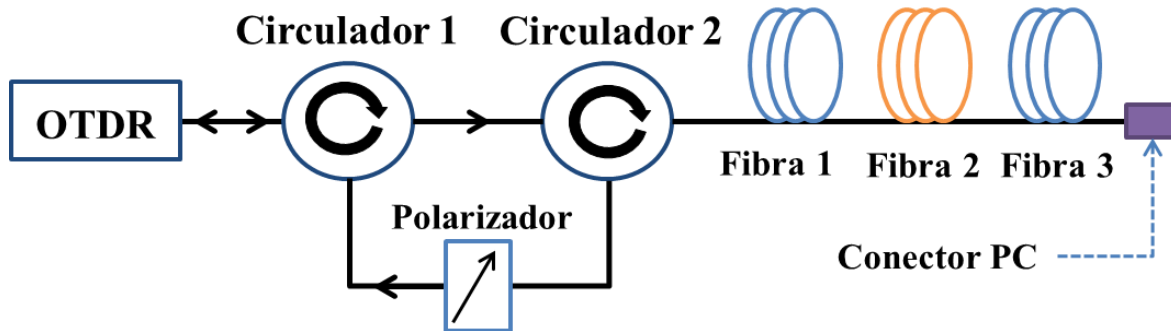 Circulador 1
Circulador 2
OTDR
Fibra 1
Fibra 2
Fibra 3
Polarizador
Conector PC